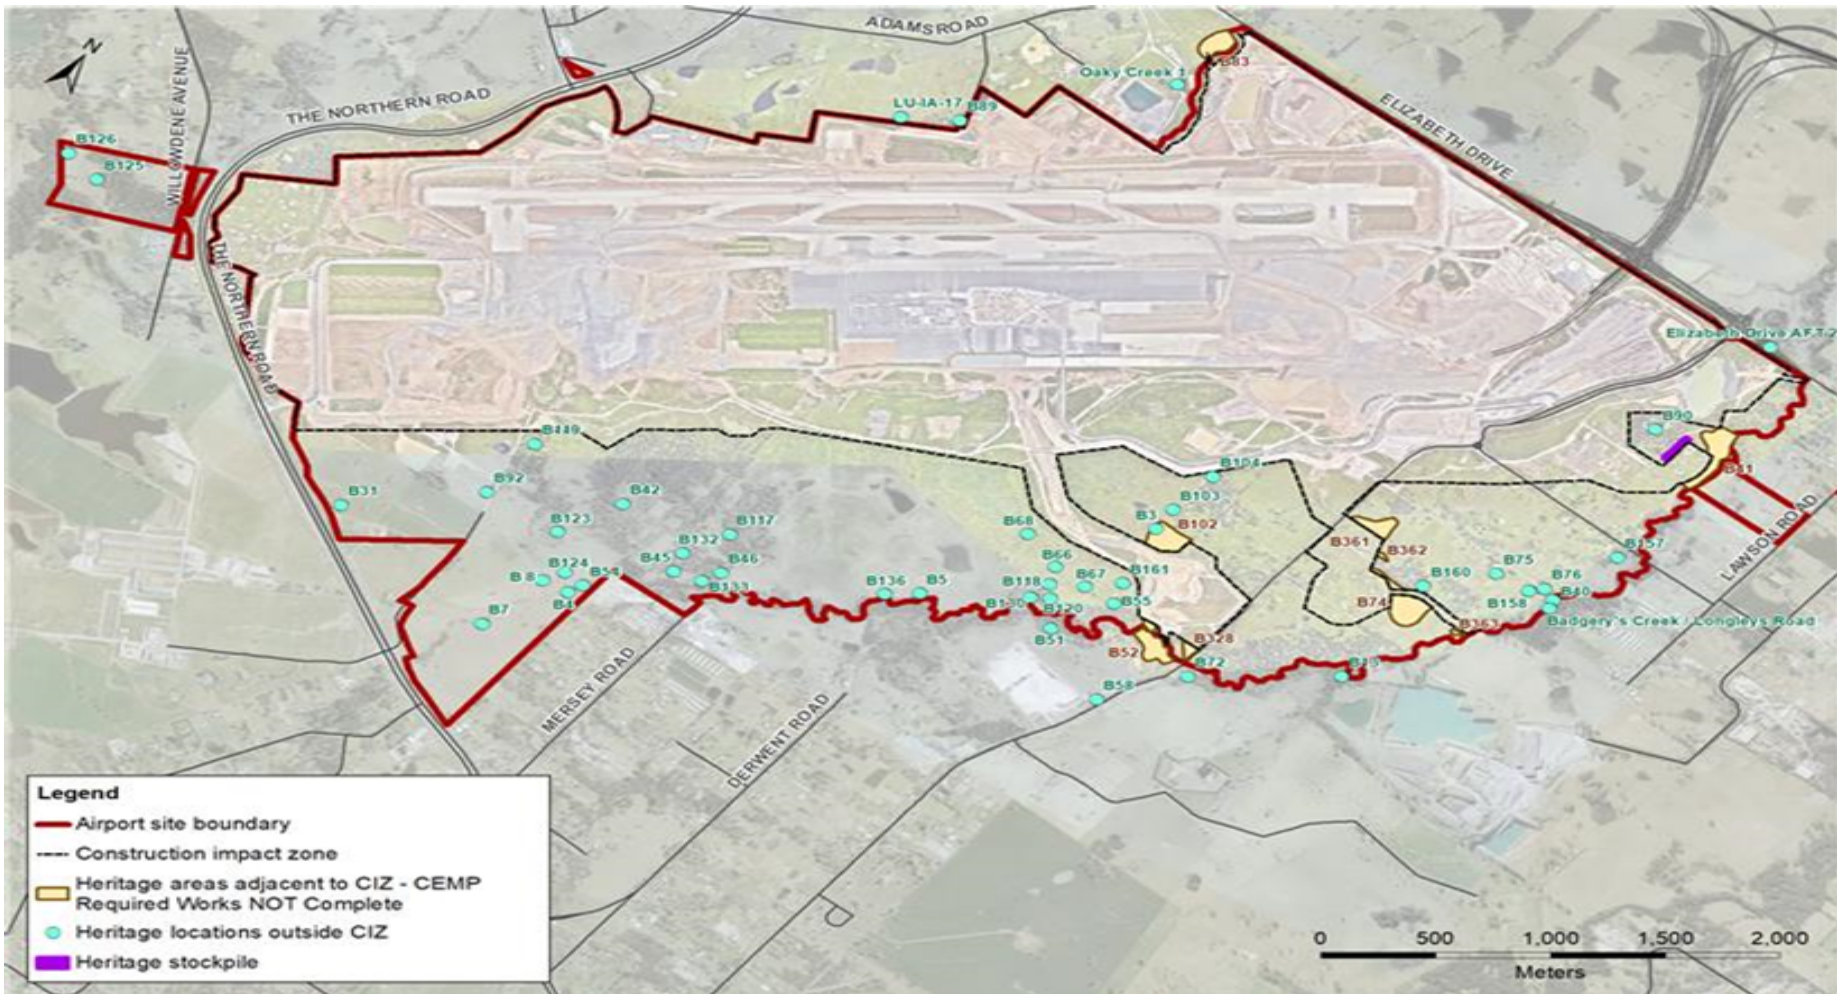 ADAMS ROAD
N
WILLOWDENE AVENUE
THE NORTHERN ROAD
Oaky Creek 1
B83
LU-IA-17
B89
ELIZABETH DRIVE
B126
B125
THE NORTHERN ROAD
Elizabeth Drive AFT 2
B90
B149
B104
B81
B92
B31
B42
B103
B3
B102
B123
B117
B68
B132
B361
B362
B157
LAWSON ROAD
B45
B46
B66
B124
B54
B8
B133
B136
B5
B118
B67
B161
B160
B75
B76
B4
B130
B120
B55
B74
B158
B40
B7
B51
B52
B328
B363
Badgery's Creek / Longleys Road
B72
B58
MERSEY ROAD
DERWENT ROAD
Legend
Airport site boundary
Construction impact zone
Heritage areas adjacent to CIZ - CEMP
Required Works NOT Complete
Heritage locations outside CIZ
Heritage stockpile
0 500 1,000 1,500 2,000
Meters